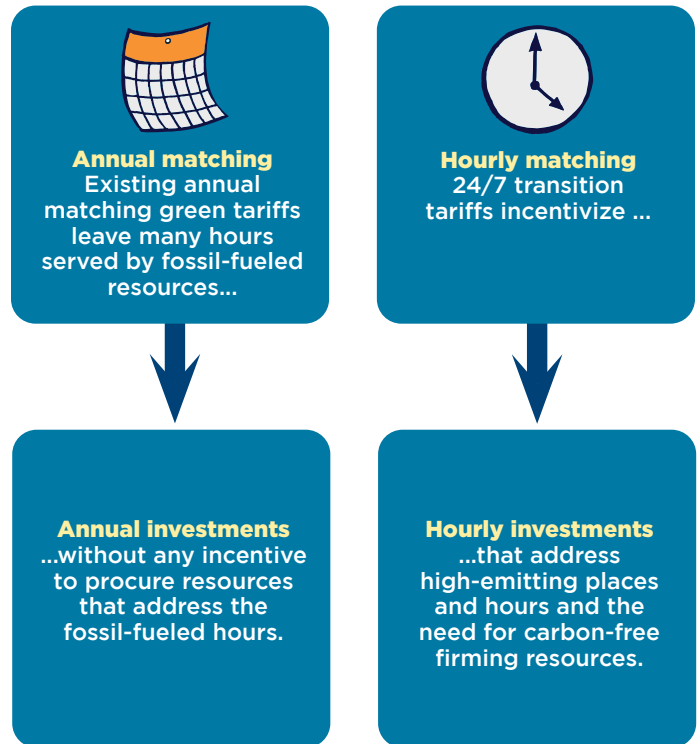 Annual matching
Existing annual
matching green tariffs
leave many hours
served by fossil-fueled
resources...
Hourly matching
24/7 transition
tariffs incentivize ...
Annual investments
...without any incentive
to procure resources
that address the
fossil-fueled hours.
Hourly investments
...that address
high-emitting places
and hours and the
need for carbon-free
firming resources.